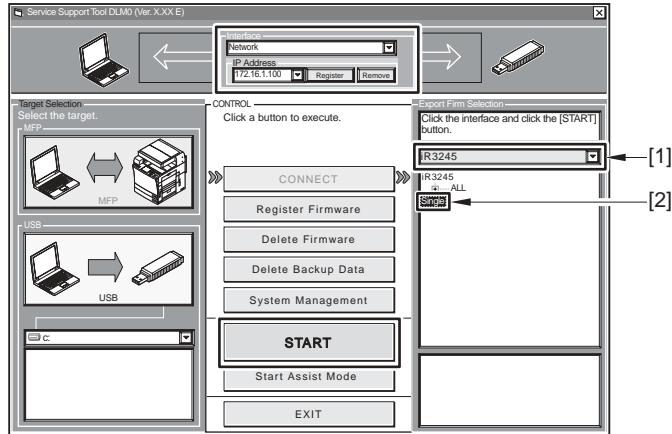 Service Support Tool DLM0 (Ver. X.XX E)
Interface
Network
IP Address
172.16.1.100
Register
Remove
Target Selection
Select the target.
MFP
MFP
USB
USB
C:
CONTROL
Click a button to execute.
CONNECT
Register Firmware
Delete Firmware
Delete Backup Data
System Management
START
Start Assist Mode
EXIT
Export Firm Selection
Click the interface and click the [START]
button.
iR3245
[1]
iR3245
ALL
Single
[2]